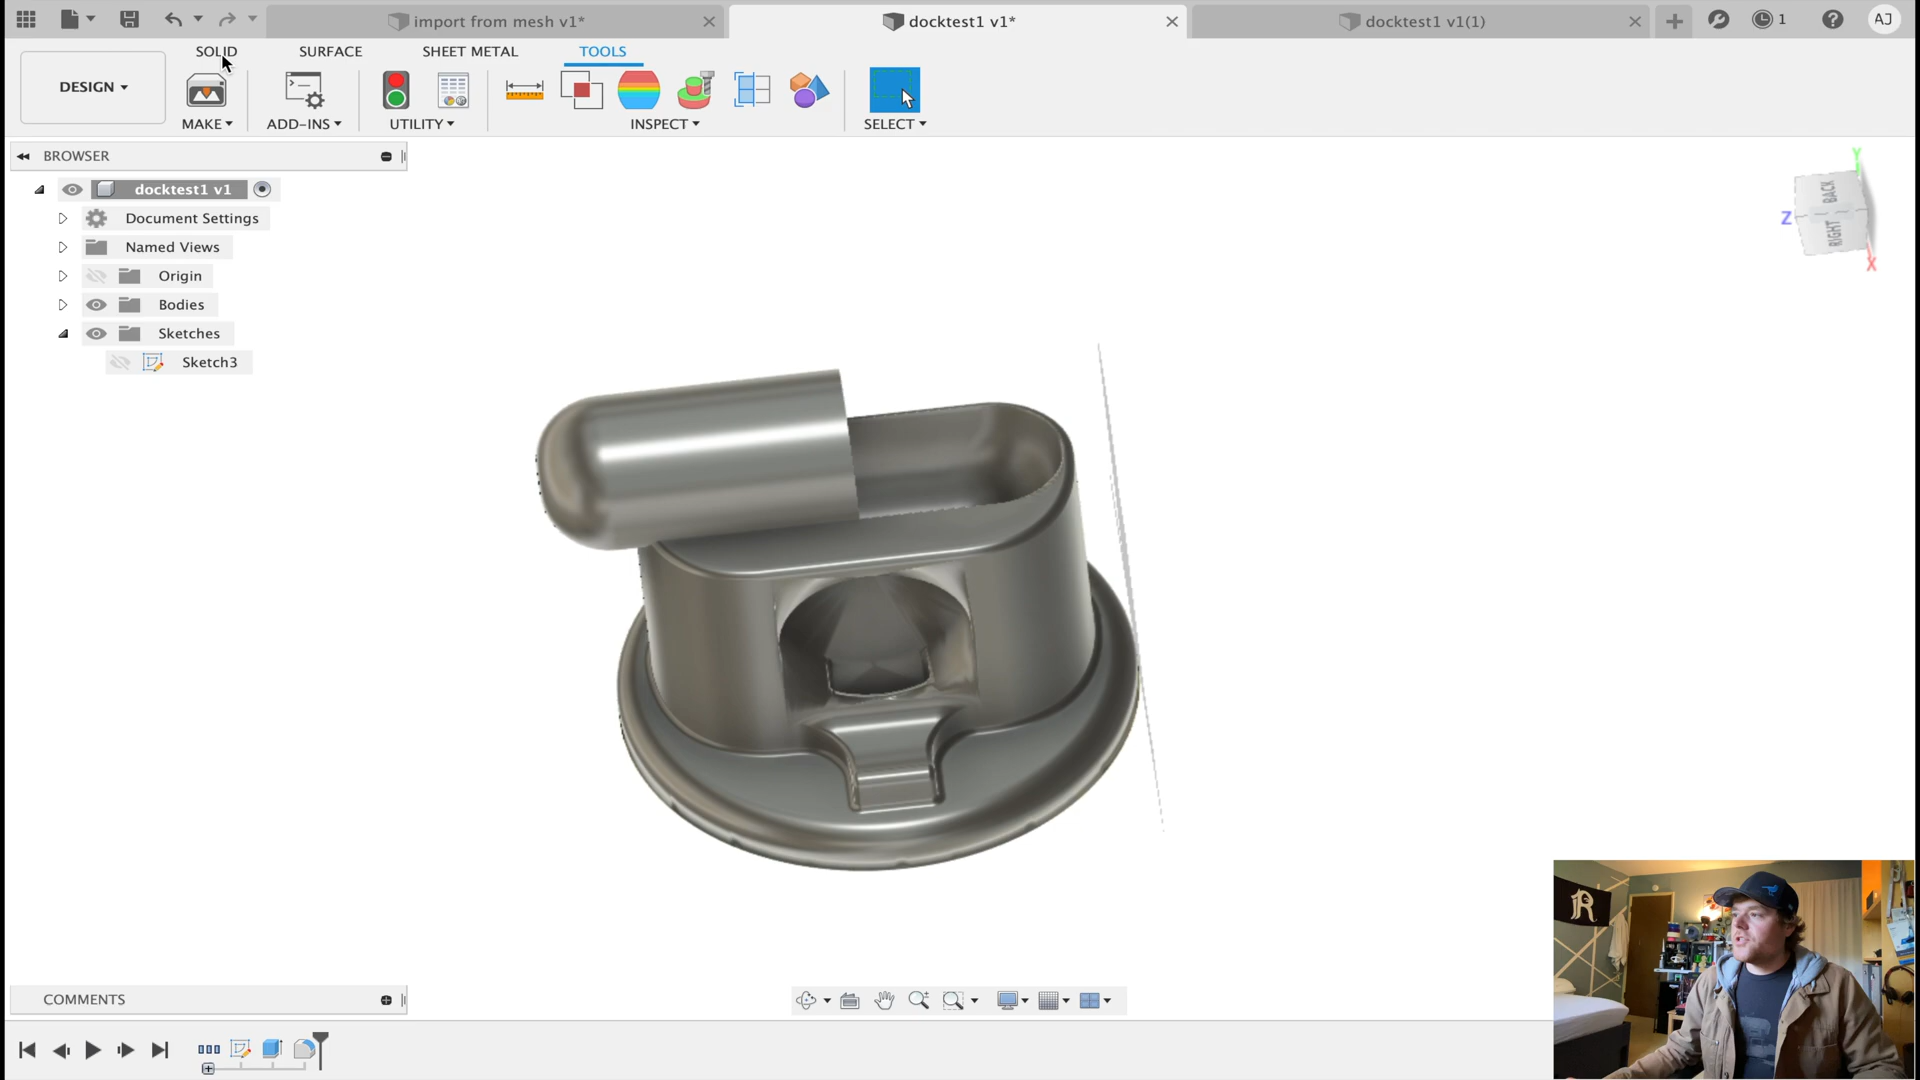 import from mesh v1*
docktest1 v1*
docktest1 v1(1)
1
AJ
DESIGN
SOLID
SURFACE
SHEET METAL
TOOLS
MAKE
ADD-INS
UTILITY
INSPECT
SELECT
BROWSER
docktest1 v1
Document Settings
Named Views
Origin
Bodies
Sketches
Sketch3
Y
Z
X
BACK
RIGHT
R
COMMENTS